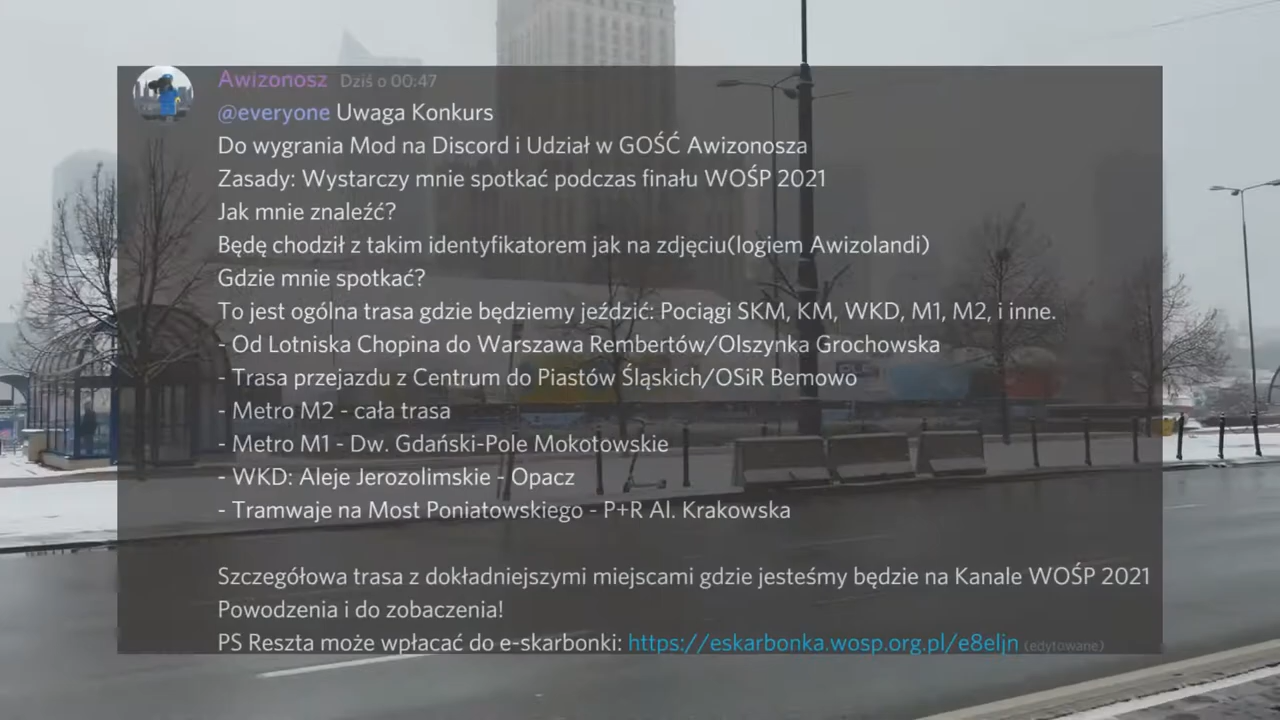 Awizonosz Dziś o 00:47
@everyone Uwaga Konkurs
Do wygrania Mod na Discord i Udział w GOŚĆ Awizonosza
Zasady: Wystarczy mnie spotkać podczas finału WOŚP 2021
Jak mnie znaleźć?
Będę chodził z takim identyfikatorem jak na zdjęciu(logiem Awizolandi)
Gdzie mnie spotkać?
To jest ogólna trasa gdzie będziemy jeździć: Pociągi SKM, KM, WKD, M1, M2, i inne.
- Od Lotniska Chopina do Warszawa Rembertów/Olszynka Grochowska
- Trasa przejazdu z Centrum do Piastów Śląskich/OSiR Bemowo
- Metro M2 - cała trasa
- Metro M1 - Dw. Gdański-Pole Mokotowskie
- WKD: Aleje Jerozolimskie - Opacz
- Tramwaje na Most Poniatowskiego - P+R Al. Krakowska
Szczegółowa trasa z dokładniejszymi miejscami gdzie jesteśmy będzie na Kanale WOŚP 2021
Powodzenia i do zobaczenia!
PS Reszta może wpłacać do e-skarbonki: https://eskarbonka.wosp.org.pl/e8eljn (edytowane)